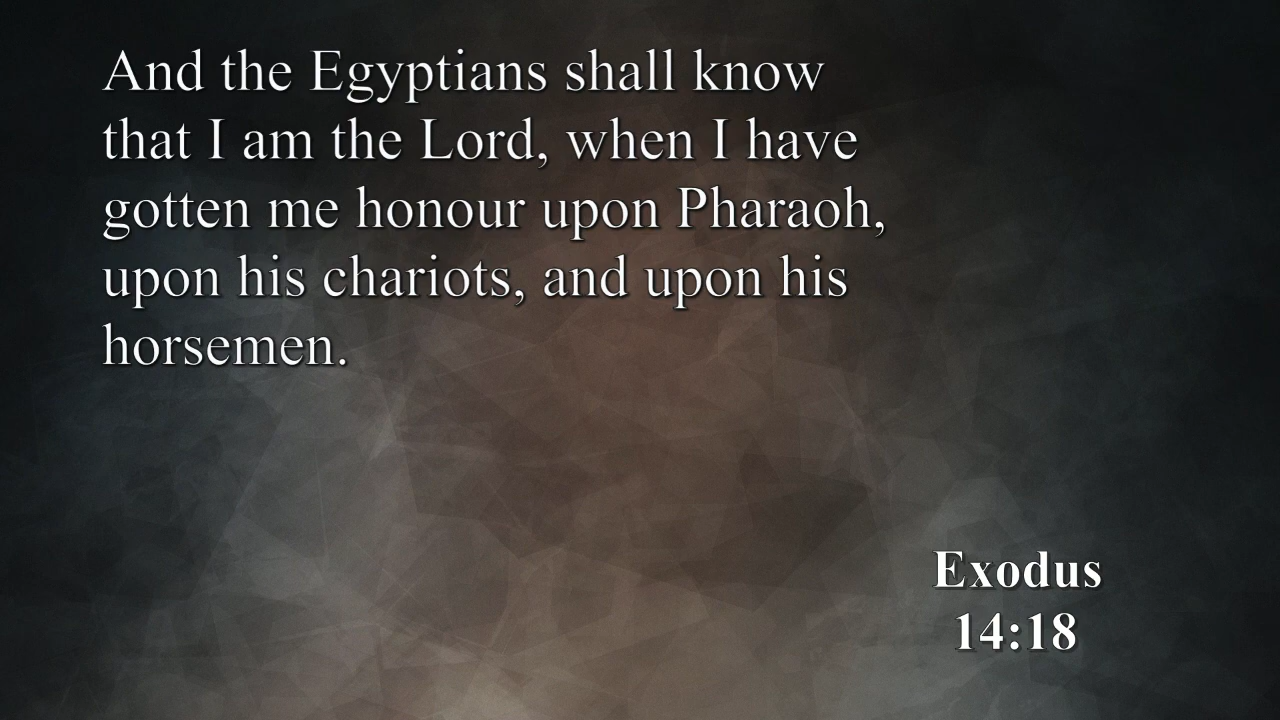 And the Egyptians shall know
that I am the Lord, when I have
gotten me honour upon Pharaoh,
upon his chariots, and upon his
horsemen.
Exodus
14:18